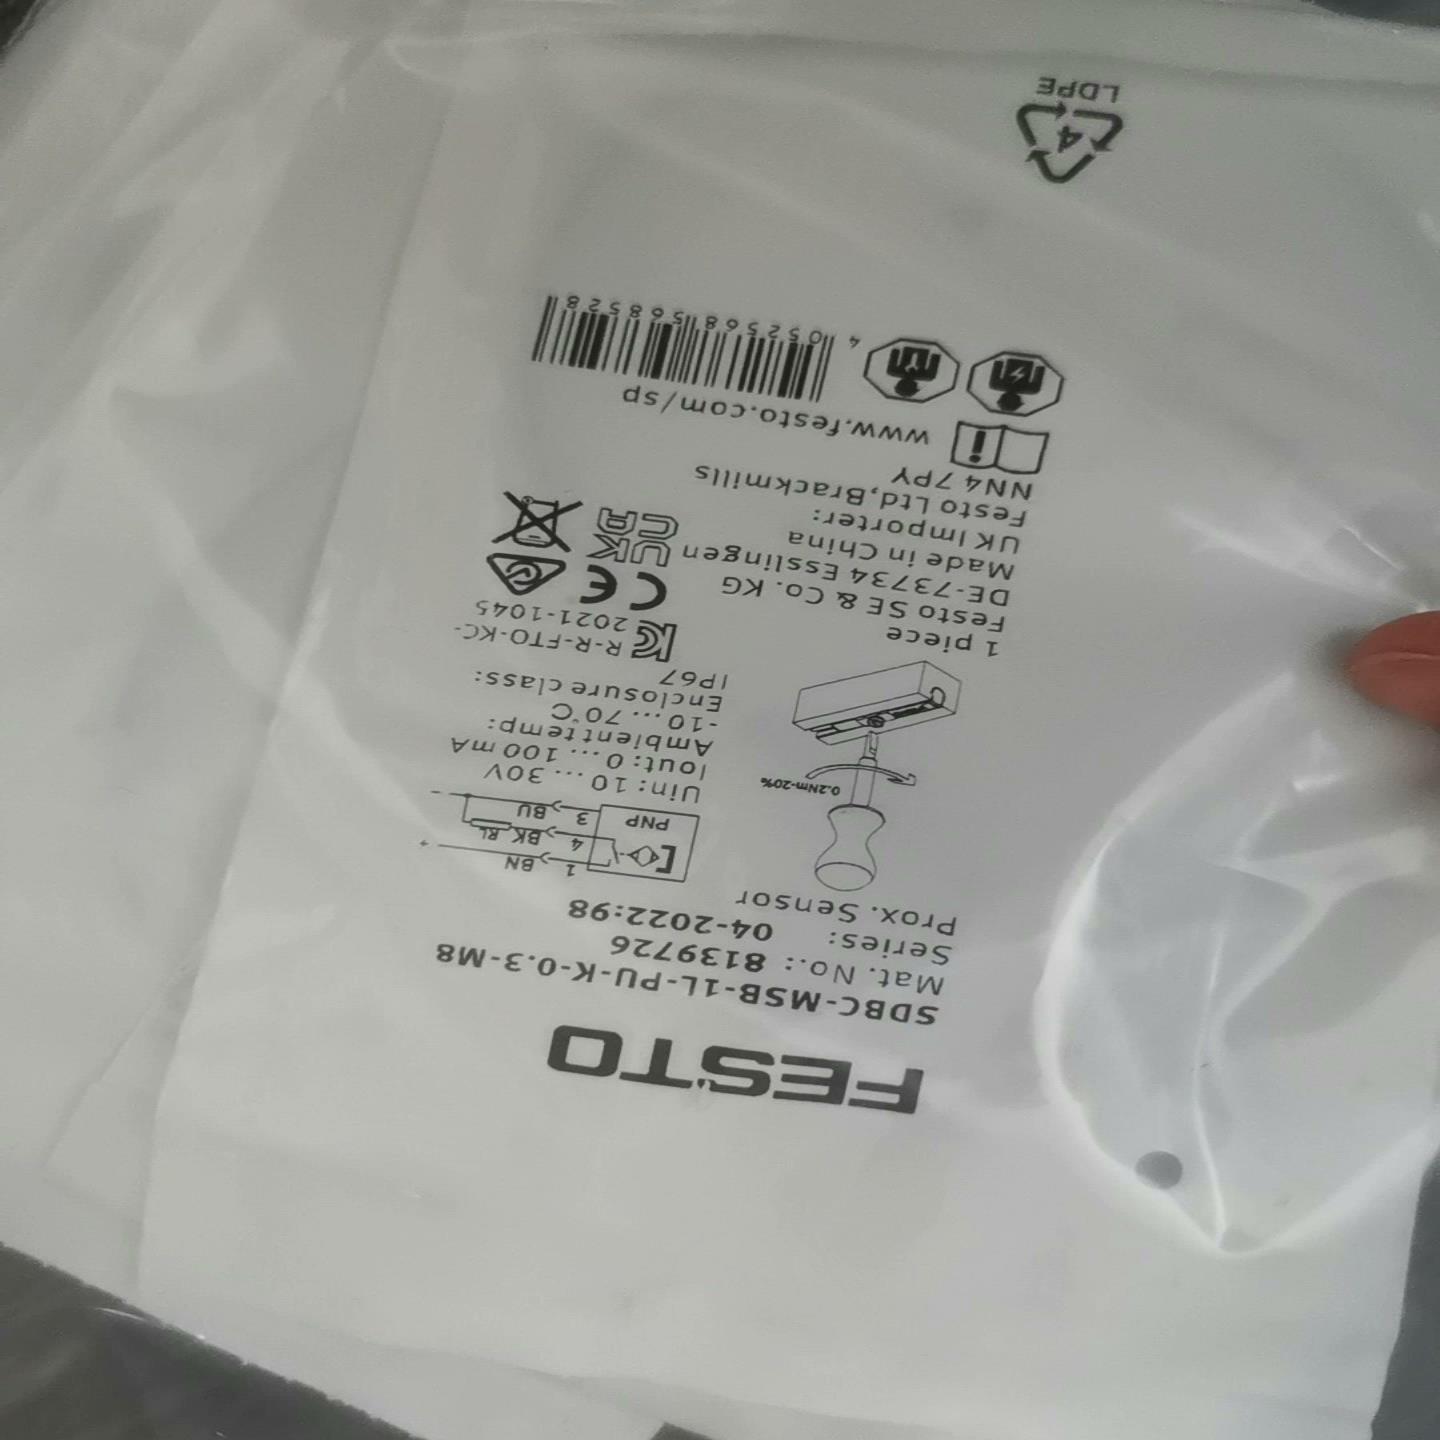 FESTO
SDBC-MSB-1L-PU-K-0.3-M8
Mat. No.: 8139726
Series: 04-2022:98
Prox. Sensor
0.2Nm-20%
1 BN +
4 BK RL
3 BU -
PNP
Uin: 10 ... 30V
Iout: 0 ... 100 mA
Ambient temp:
-10 ... 70°C
Enclosure class:
IP67
R-R-FTO-KC-
2021-1045
1 piece
Festo SE & Co. KG
DE-73734 Esslingen
Made in China
UK Importer:
Festo Ltd,Brackmills
NN4 7PY
CE
UK
CA
www.festo.com/sp
4 052568 568528
4
LDPE